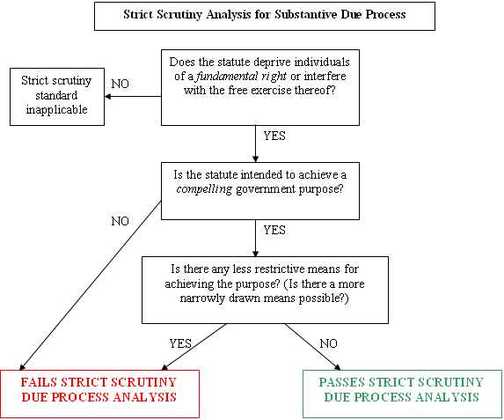 Strict Scrutiny Analysis for Substantive Due Process
Does the statute deprive individuals
of a fundamental right or interfere
with the free exercise thereof?
NO
Strict scrutiny
standard
inapplicable
YES
Is the statute intended to achieve a
compelling government purpose?
NO
YES
Is there any less restrictive means for
achieving the purpose? (Is there a more
narrowly drawn means possible?)
YES
NO
FAILS STRICT SCRUTINY
DUE PROCESS ANALYSIS
PASSES STRICT SCRUTINY
DUE PROCESS ANALYSIS